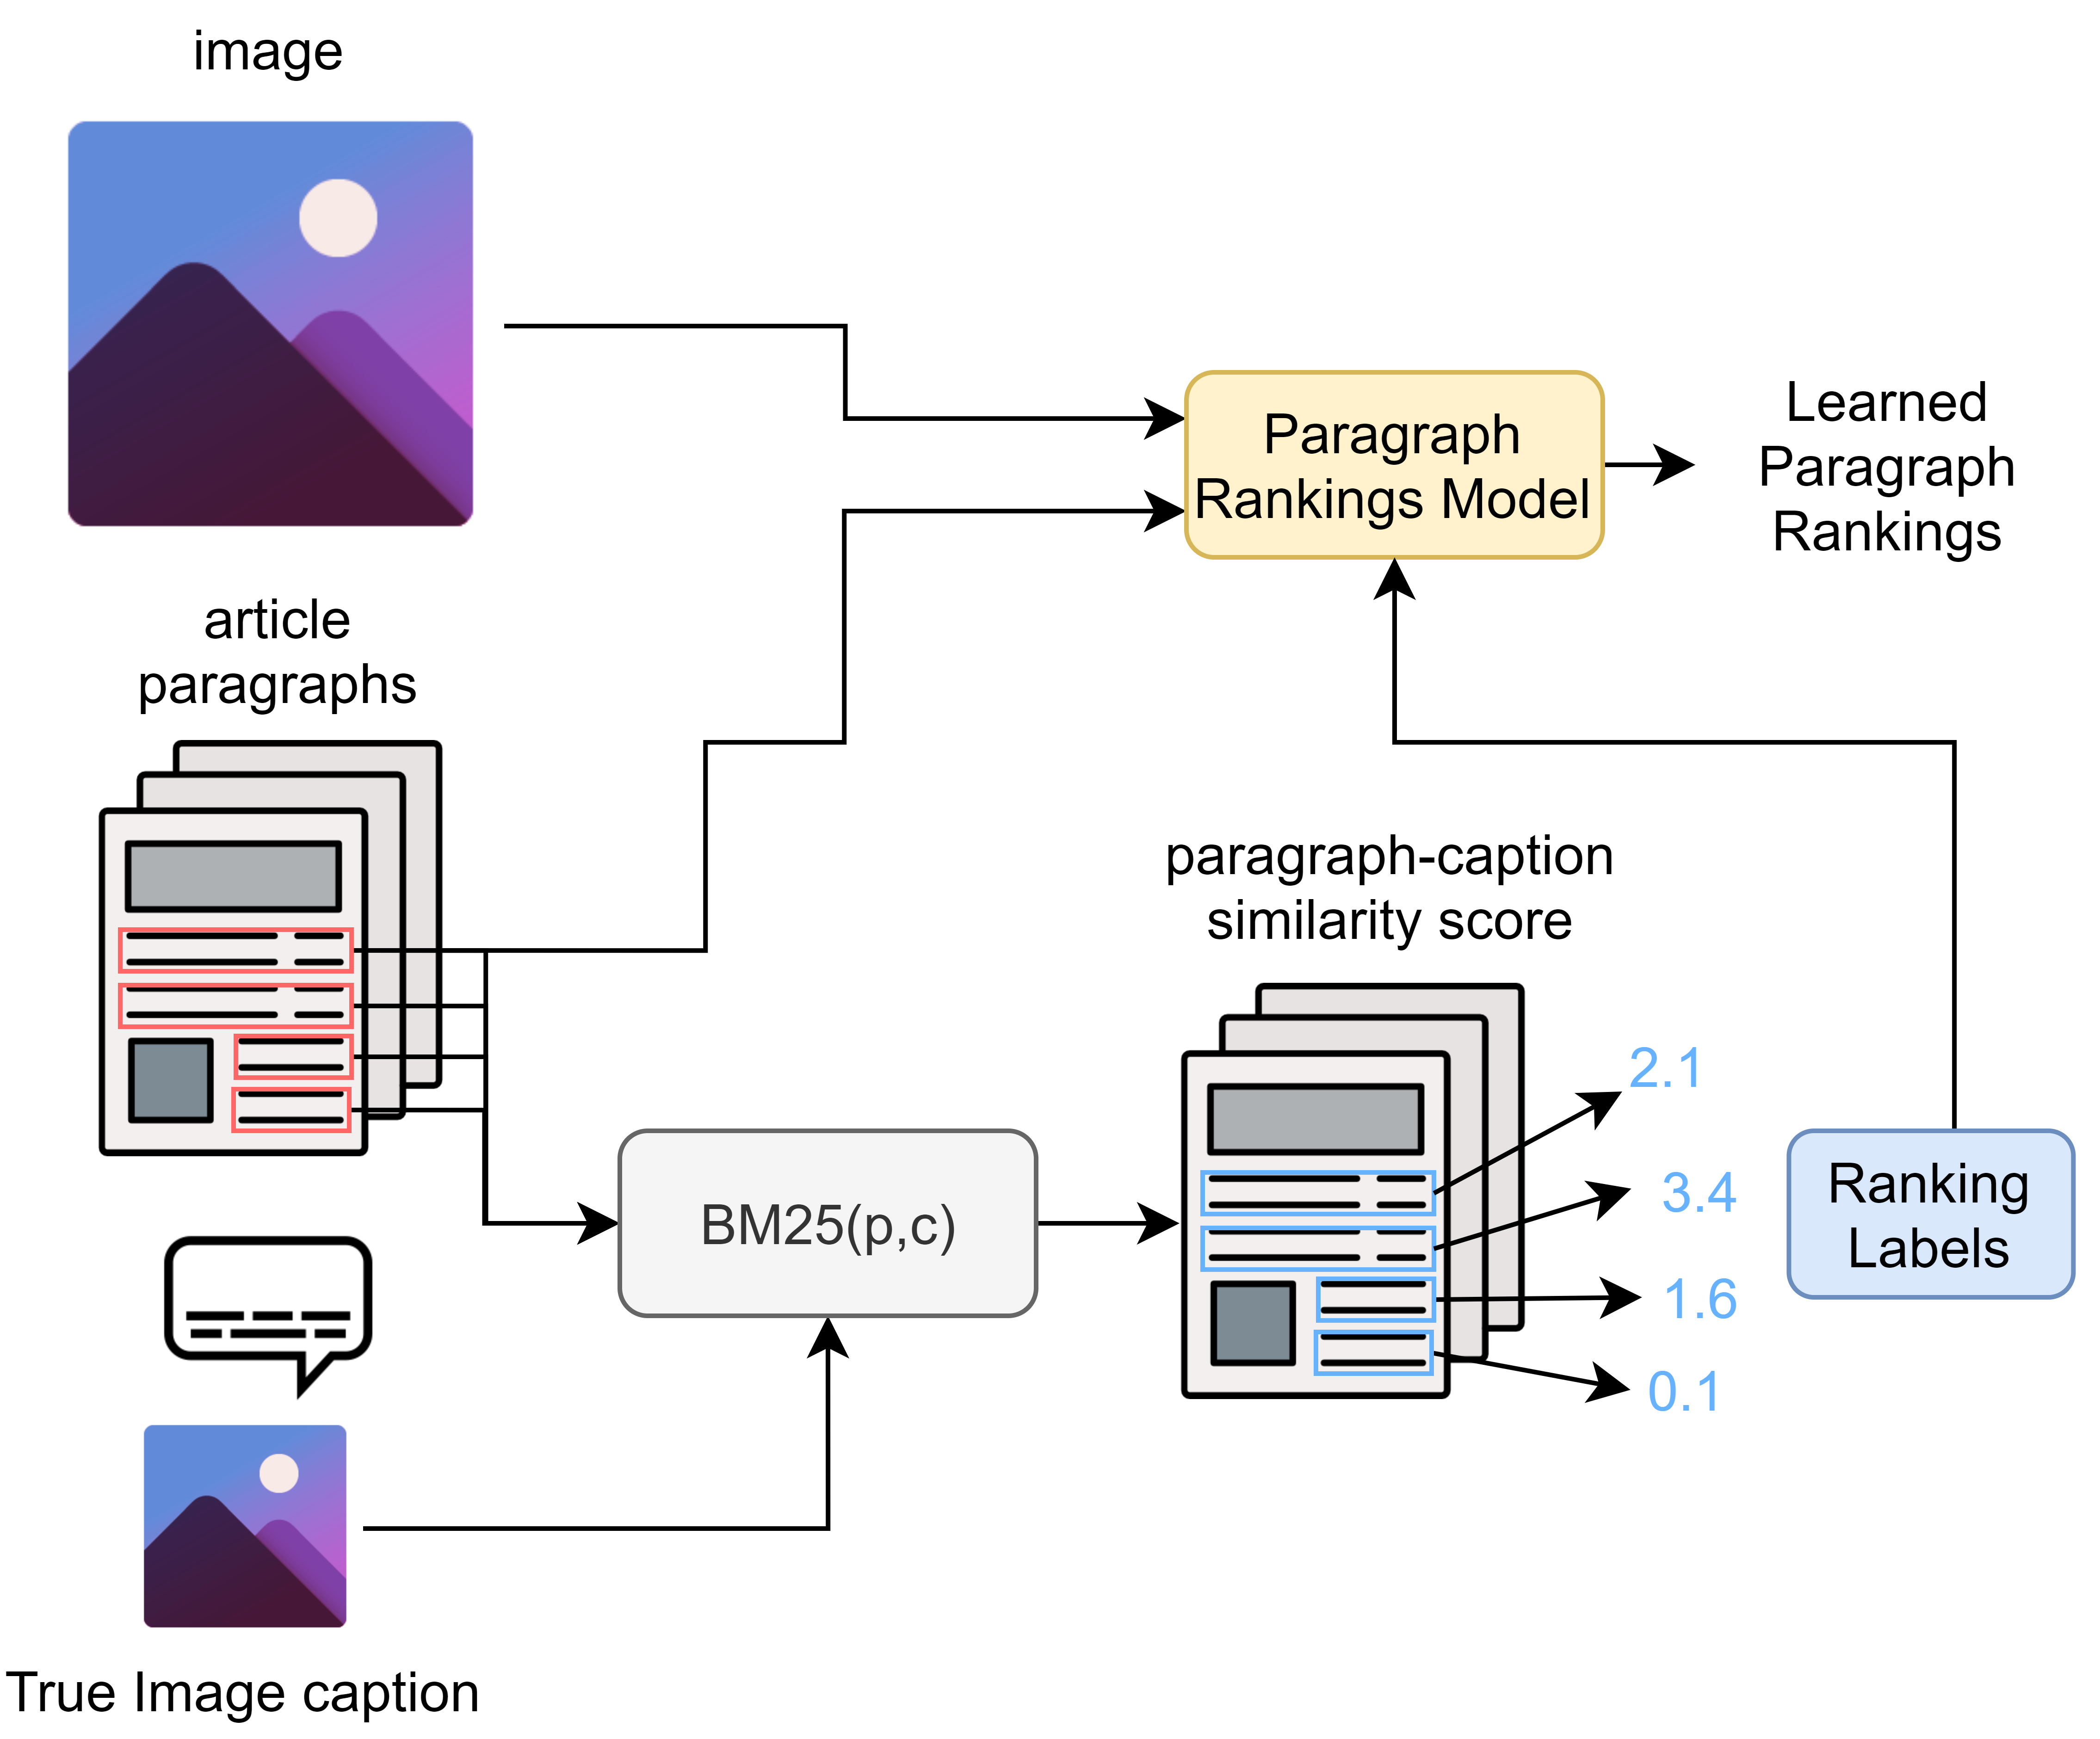 image
article
paragraphs
True Image caption
BM25(p,c)
Paragraph
Rankings Model
Learned
Paragraph
Rankings
paragraph-caption
similarity score
2.1
3.4
1.6
0.1
Ranking
Labels